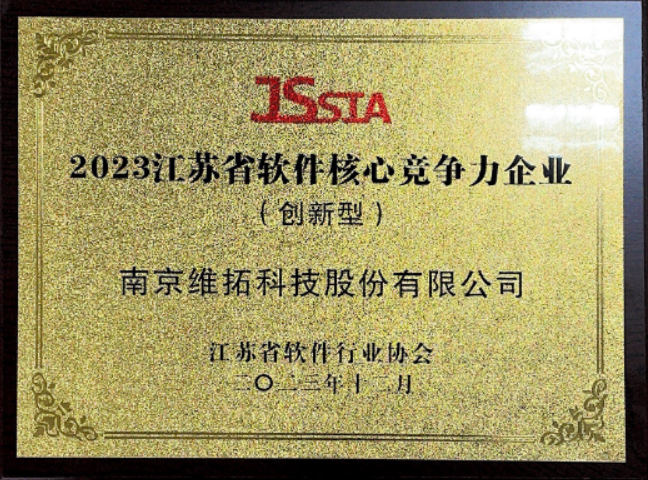 JSSIA
2023江苏省软件核心竞争力企业
（创新型）
南京维拓科技股份有限公司
江苏省软件行业协会
二〇二三年十二月